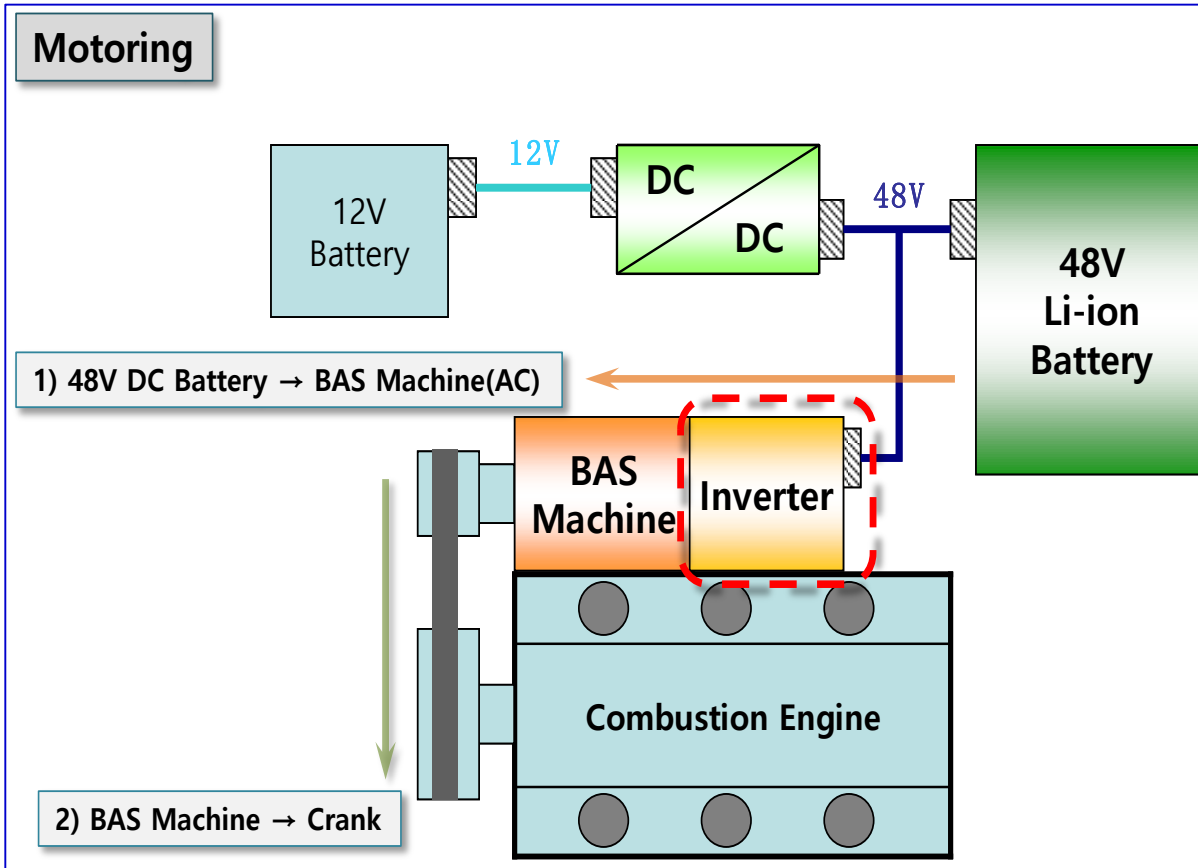 Motoring
12V
Battery
12V
DC
DC
48V
48V
Li-ion
Battery
1) 48V DC Battery → BAS Machine(AC)
BAS
Machine
Inverter
Combustion Engine
2) BAS Machine → Crank